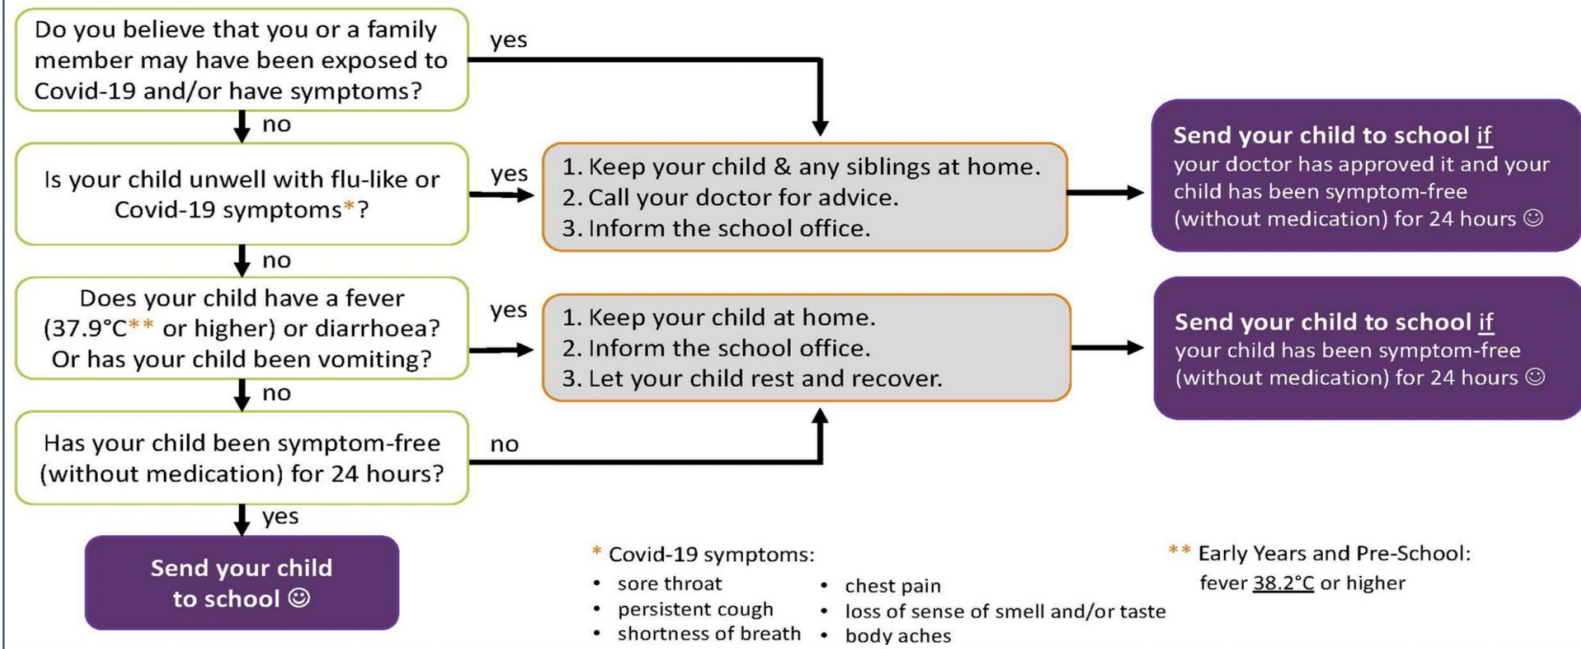 Do you believe that you or a family
member may have been exposed to
Covid-19 and/or have symptoms?
yes
no
Is your child unwell with flu-like or
Covid-19 symptoms*?
yes
1. Keep your child & any siblings at home.
2. Call your doctor for advice.
3. Inform the school office.
Send your child to school if
your doctor has approved it and your
child has been symptom-free
(without medication) for 24 hours ☺
no
Does your child have a fever
(37.9°C** or higher) or diarrhoea?
Or has your child been vomiting?
yes
1. Keep your child at home.
2. Inform the school office.
3. Let your child rest and recover.
Send your child to school if
your child has been symptom-free
(without medication) for 24 hours ☺
no
Has your child been symptom-free
(without medication) for 24 hours?
no
yes
Send your child
to school ☺
* Covid-19 symptoms:
• sore throat
• persistent cough
• shortness of breath
• chest pain
• loss of sense of smell and/or taste
• body aches
** Early Years and Pre-School:
fever 38.2°C or higher